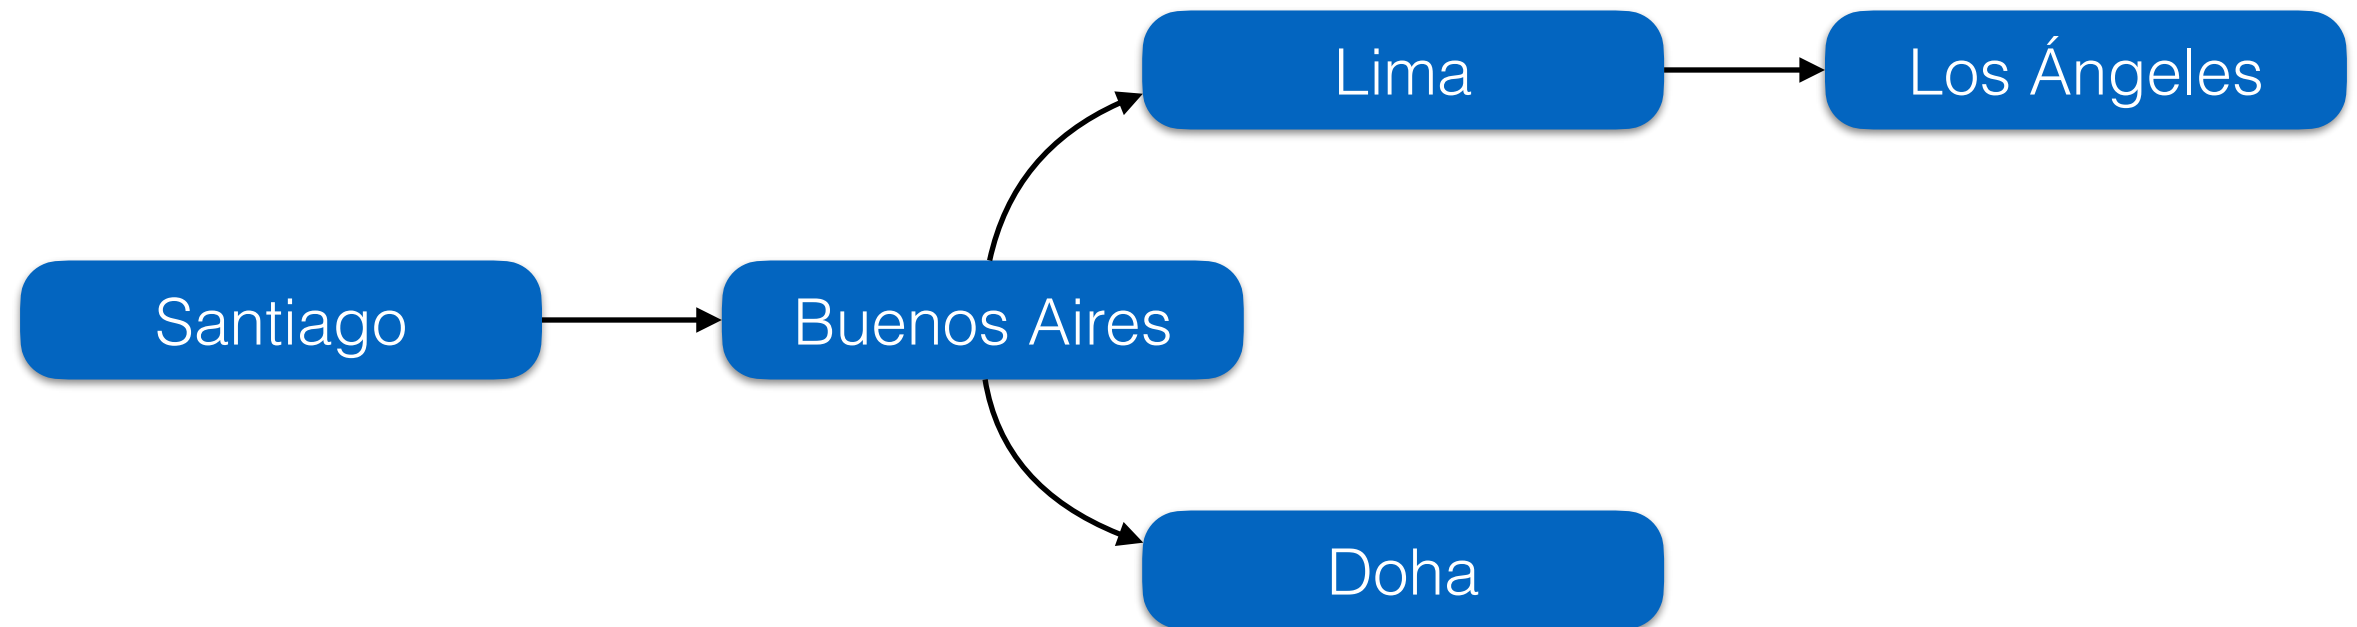 Lima
Los Ángeles
Santiago
Buenos Aires
Doha